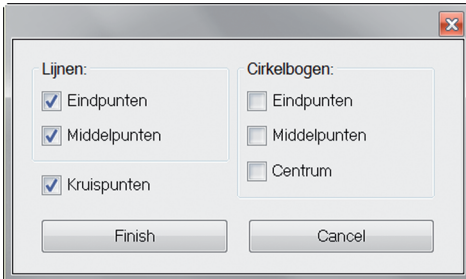 Lijnen:
Eindpunten
Middelpunten
Kruispunten
Cirkelbogen:
Eindpunten
Middelpunten
Centrum
Finish
Cancel